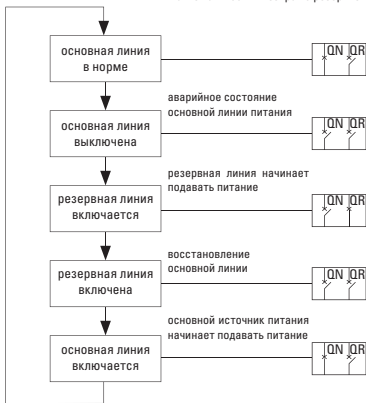 основная линия
в норме
QN QR
аварийное состояние
основной линии питания
основная линия
выключена
QN QR
резервная линия начинает
подавать питание
резервная линия
включается
QN QR
восстановление
основной линии
резервная линия
включена
QN QR
основной источник питания
начинает подавать питание
основная линия
включается
QN QR